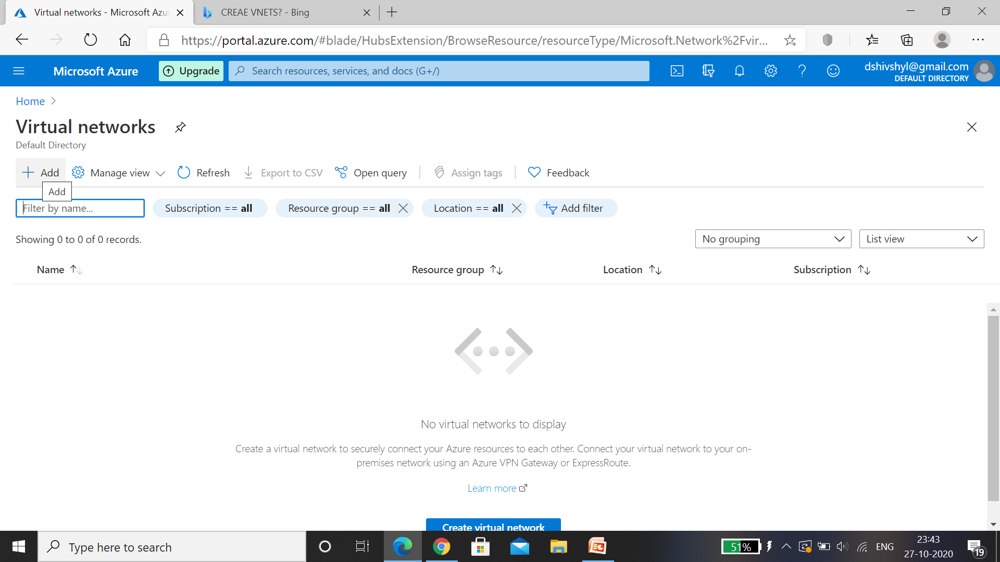 Virtual networks - Microsoft Azu
CREAE VNETS? - Bing
https://portal.azure.com/#blade/HubsExtension/BrowseResource/resourceType/Microsoft.Network%2Fvir...
Microsoft Azure
Upgrade
Search resources, services, and docs (G+/)
dshivshyl@gmail.com
DEFAULT DIRECTORY
Home
Virtual networks
Default Directory
Add
Manage view
Refresh
Export to CSV
Open query
Assign tags
Feedback
Add
Filter by name...
Subscription == all
Resource group == all
Location == all
Add filter
Showing 0 to 0 of 0 records.
No grouping
List view
Name
Resource group
Location
Subscription
No virtual networks to display
Create a virtual network to securely connect your Azure resources to each other. Connect your virtual network to your on-
premises network using an Azure VPN Gateway or ExpressRoute.
Learn more
Create virtual network
Type here to search
51%
ENG
23:43
27-10-2020
19